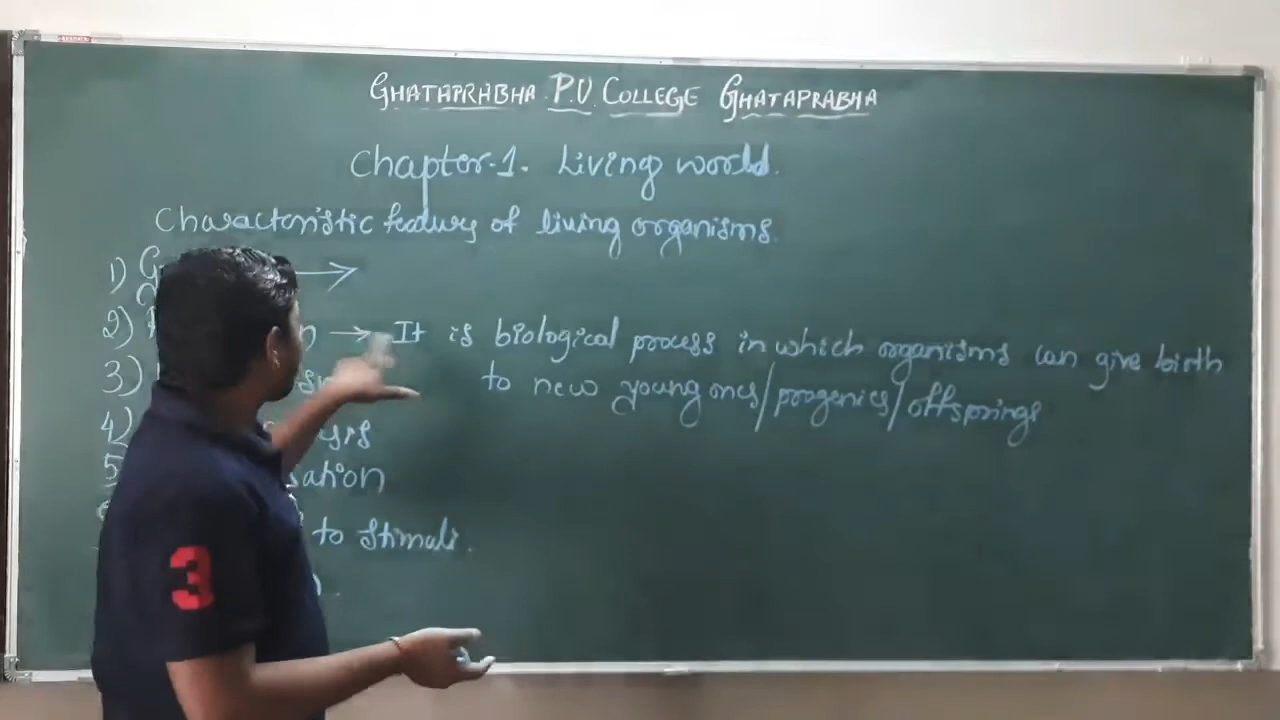 GHATAPRABHA P.U. COLLEGE GHATAPRABHA
Chapter-1. Living world.
Characteristic features of living organisms.
1) →
2) → It is biological process in which organisms can give birth
to new young ones/progenies/offsprings
3)
4)
5
to stimuli.
3